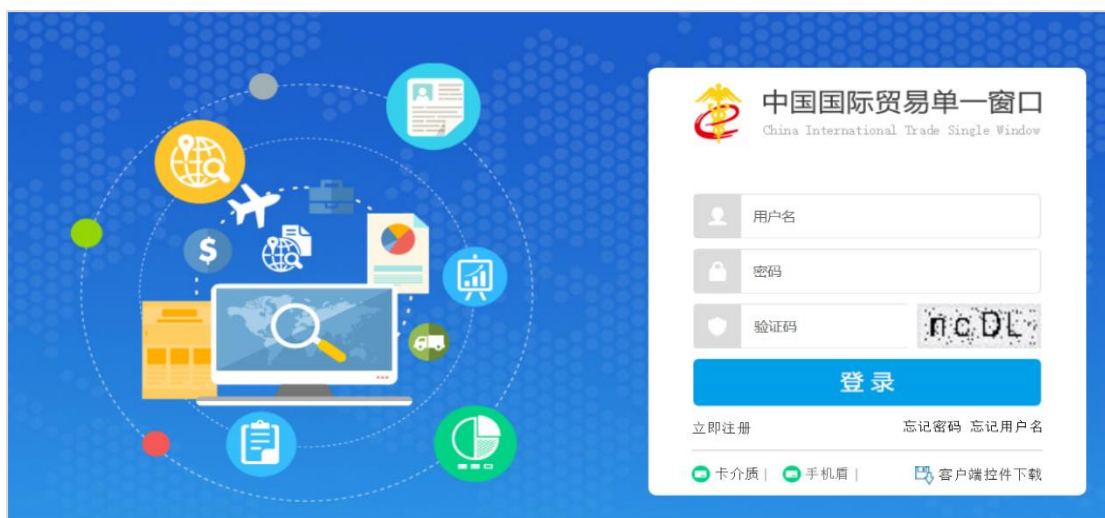 中国国际贸易单一窗口
China International Trade Single Window
用户名
密码
验证码 ncDL
登录
立即注册 忘记密码 忘记用户名
卡介质 | 手机盾 | 客户端控件下载
$